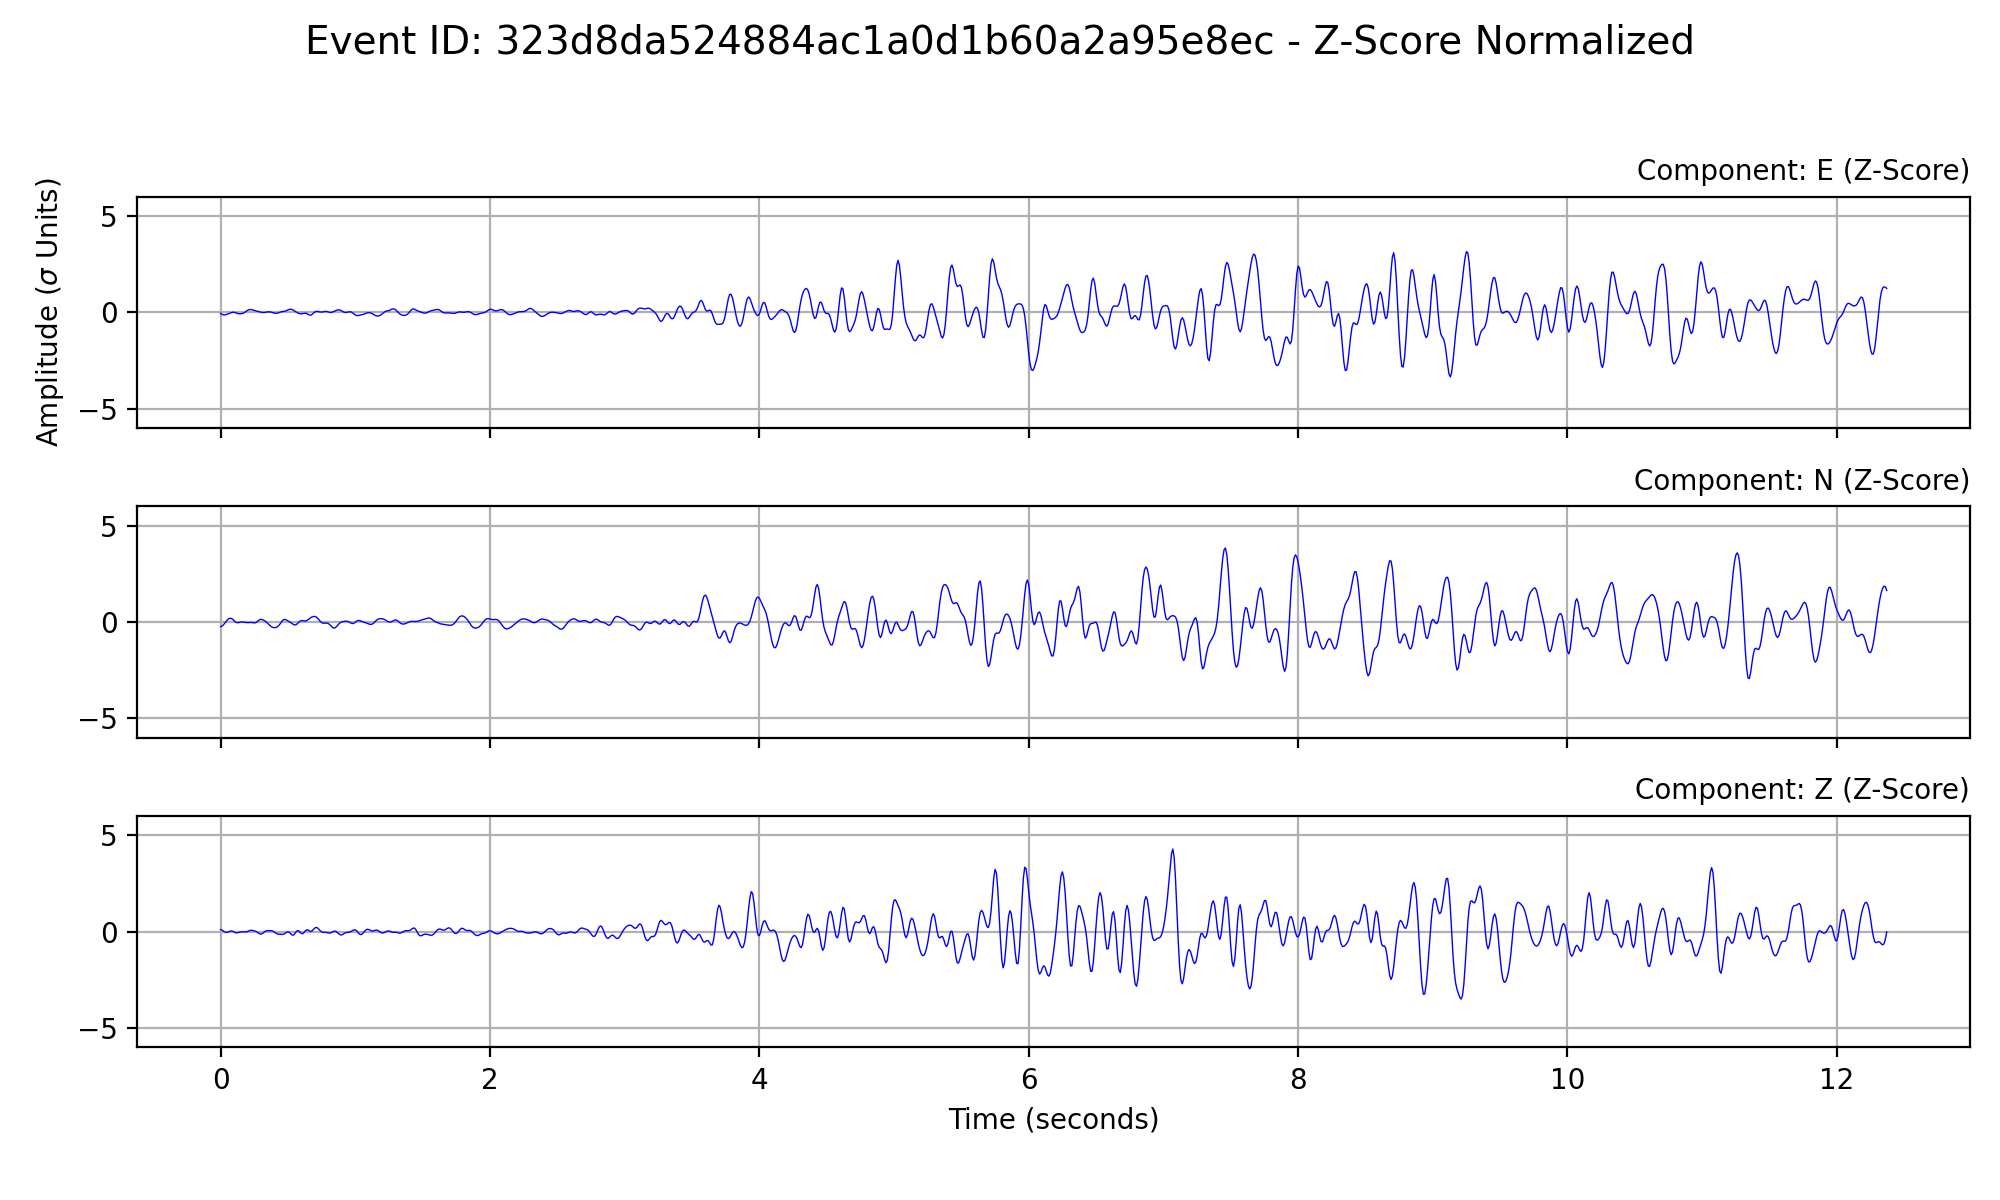 Event ID: 323d8da524884ac1a0d1b60a2a95e8ec - Z-Score Normalized
Component: E (Z-Score)
Amplitude (σ Units)
5
0
−5
Component: N (Z-Score)
5
0
−5
Component: Z (Z-Score)
5
0
−5
0 2 4 6 8 10 12
Time (seconds)